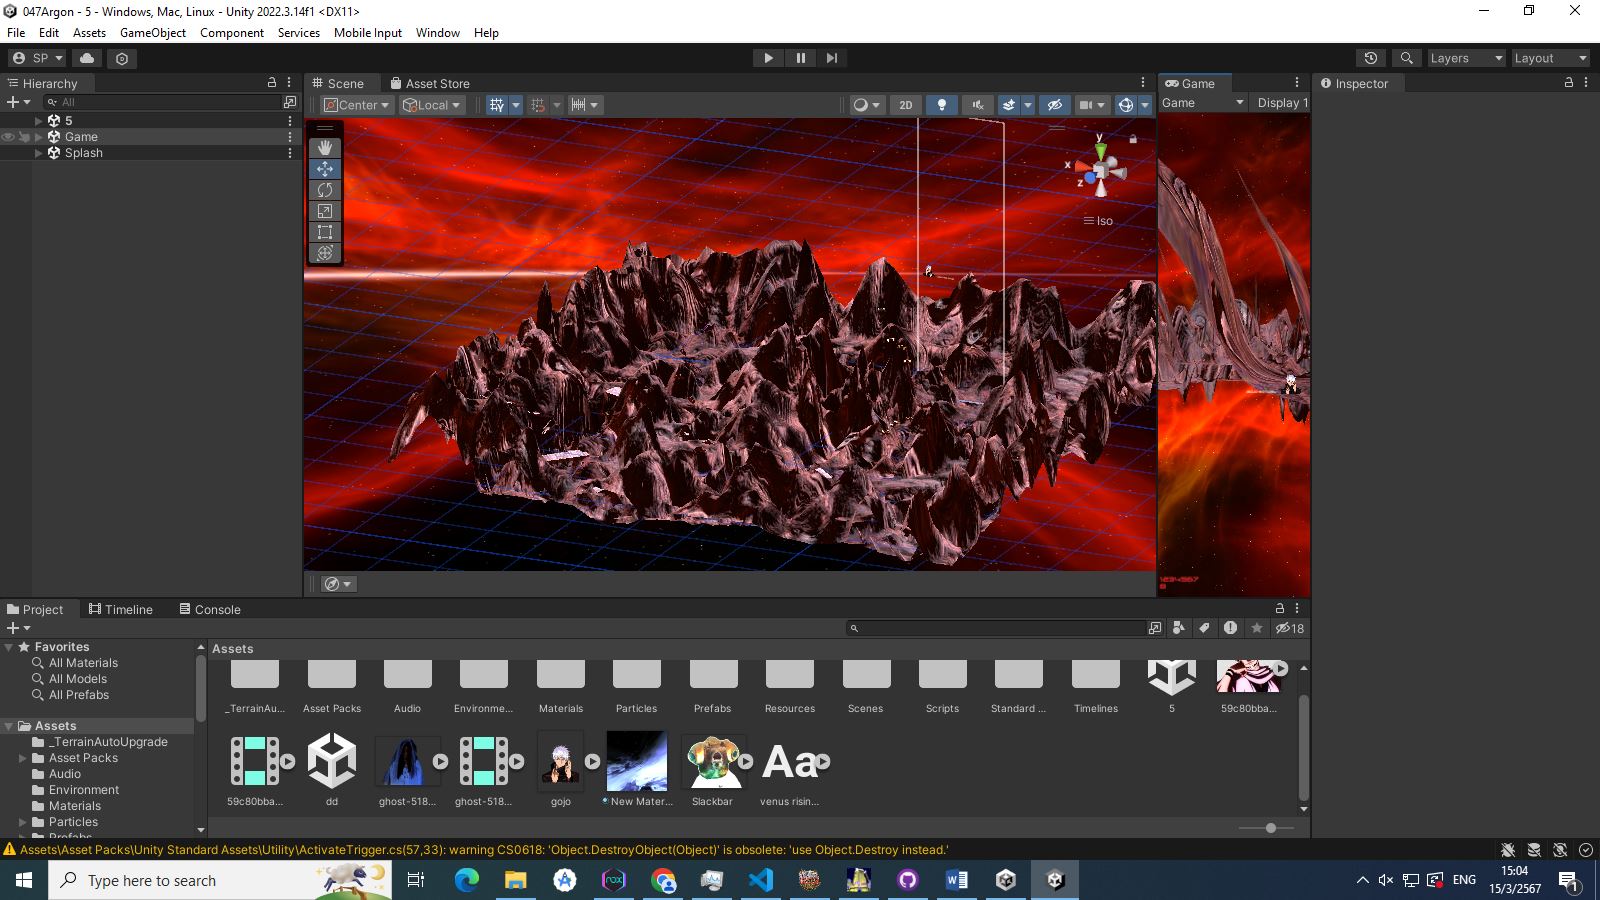 047Argon - 5 - Windows, Mac, Linux - Unity 2022.3.14f1 <DX11>
File Edit Assets GameObject Component Services Mobile Input Window Help
SP
Layers Layout
Hierarchy
All
5
Game
Splash
Scene Asset Store
Center Local 2D
y
x
z
Iso
Game
Game Display 1
Inspector
Project Timeline Console
18
Favorites
All Materials
All Models
All Prefabs
Assets
_TerrainAutoUpgrade
Asset Packs
Audio
Environment
Materials
Particles
Prefabs
Assets
_TerrainAu... Asset Packs Audio Environme... Materials Particles Prefabs Resources Scenes Scripts Standard ... Timelines 5 59c80bba...
Aa
59c80bba... dd ghost-518... ghost-518... gojo New Mater... Slackbar venus risin...
Assets\Asset Packs\Unity Standard Assets\Utility\ActivateTrigger.cs(57,33): warning CS0618: 'Object.DestroyObject(Object)' is obsolete: 'use Object.Destroy instead.'
Type here to search
ENG
15:04
15/3/2567
1